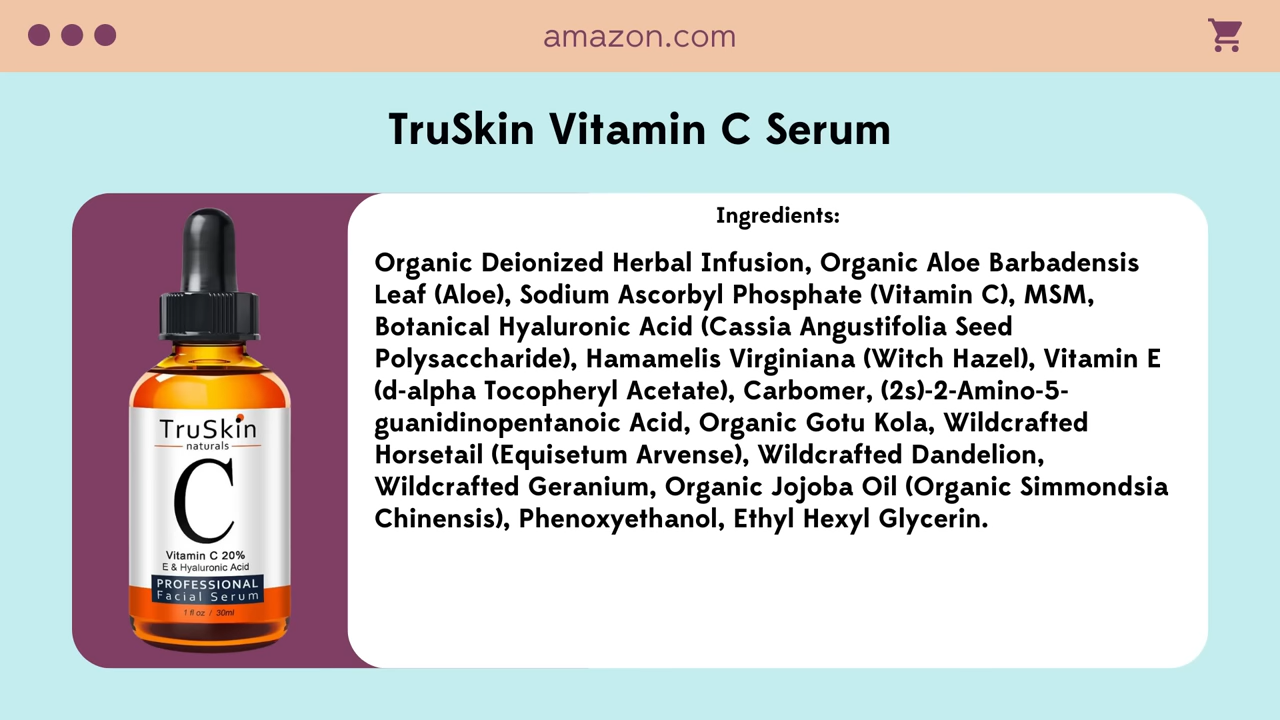 amazon.com
TruSkin Vitamin C Serum
Ingredients:
Organic Deionized Herbal Infusion, Organic Aloe Barbadensis
Leaf (Aloe), Sodium Ascorbyl Phosphate (Vitamin C), MSM,
Botanical Hyaluronic Acid (Cassia Angustifolia Seed
Polysaccharide), Hamamelis Virginiana (Witch Hazel), Vitamin E
(d-alpha Tocopheryl Acetate), Carbomer, (2s)-2-Amino-5-
guanidinopentanoic Acid, Organic Gotu Kola, Wildcrafted
Horsetail (Equisetum Arvense), Wildcrafted Dandelion,
Wildcrafted Geranium, Organic Jojoba Oil (Organic Simmondsia
Chinensis), Phenoxyethanol, Ethyl Hexyl Glycerin.
TruSkin
naturals
C
Vitamin C 20%
E & Hyaluronic Acid
PROFESSIONAL
Facial Serum
1 fl oz / 30ml